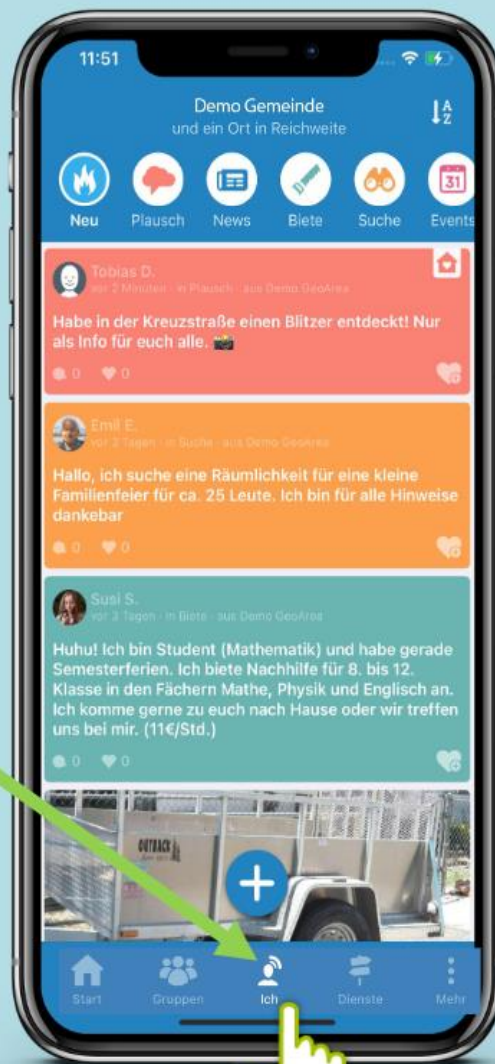 11:51
Demo Gemeinde
und ein Ort in Reichweite
A
Z
31
Neu
Plausch
News
Biete
Suche
Events
Tobias D.
vor 2 Minuten · in Plausch · aus Demo GeoArea
Habe in der Kreuzstraße einen Blitzer entdeckt! Nur
als Info für euch alle. 📸
0
0
Emil E.
vor 3 Tagen · in Suche · aus Demo GeoArea
Hallo, ich suche eine Räumlichkeit für eine kleine
Familienfeier für ca. 25 Leute. Ich bin für alle Hinweise
dankebar
0
0
Susi S.
vor 3 Tagen · in Biete · aus Demo GeoArea
Huhu! Ich bin Student (Mathematik) und habe gerade
Semesterferien. Ich biete Nachhilfe für 8. bis 12.
Klasse in den Fächern Mathe, Physik und Englisch an.
Ich komme gerne zu euch nach Hause oder wir treffen
uns bei mir. (11€/Std.)
0
0
OUTBACK
Start
Gruppen
Ich
Dienste
Mehr